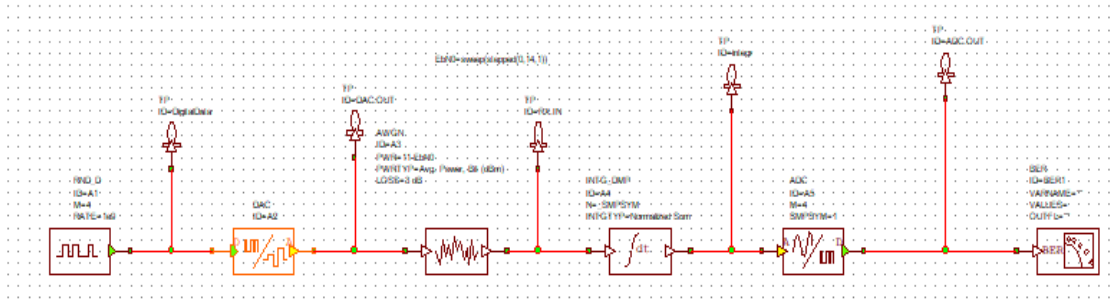 EbN0=sweep(stepped(0,14,1))
TP
ID=DigitalData
TP
ID=DAC.OUT
TP
ID=RX.IN
TP
ID=Integr
TP
ID=ADC.OUT
RND_D
ID=A1
M=4
RATE=1e9
DAC
ID=A2
AWGN
ID=A3
PWR=11-EbN0
PWRTYP=Avg. Power, Bit (dBm)
LOSS=3 dB
INTG_DMP
ID=A4
N=_SMPSYM
INTGTYP=Normalized Sum
ADC
ID=A5
M=4
SMPSYM=1
BER
ID=BER1
VARNAME=""
VALUES=
OUTFL=""
D
A
dt
A
D
BER